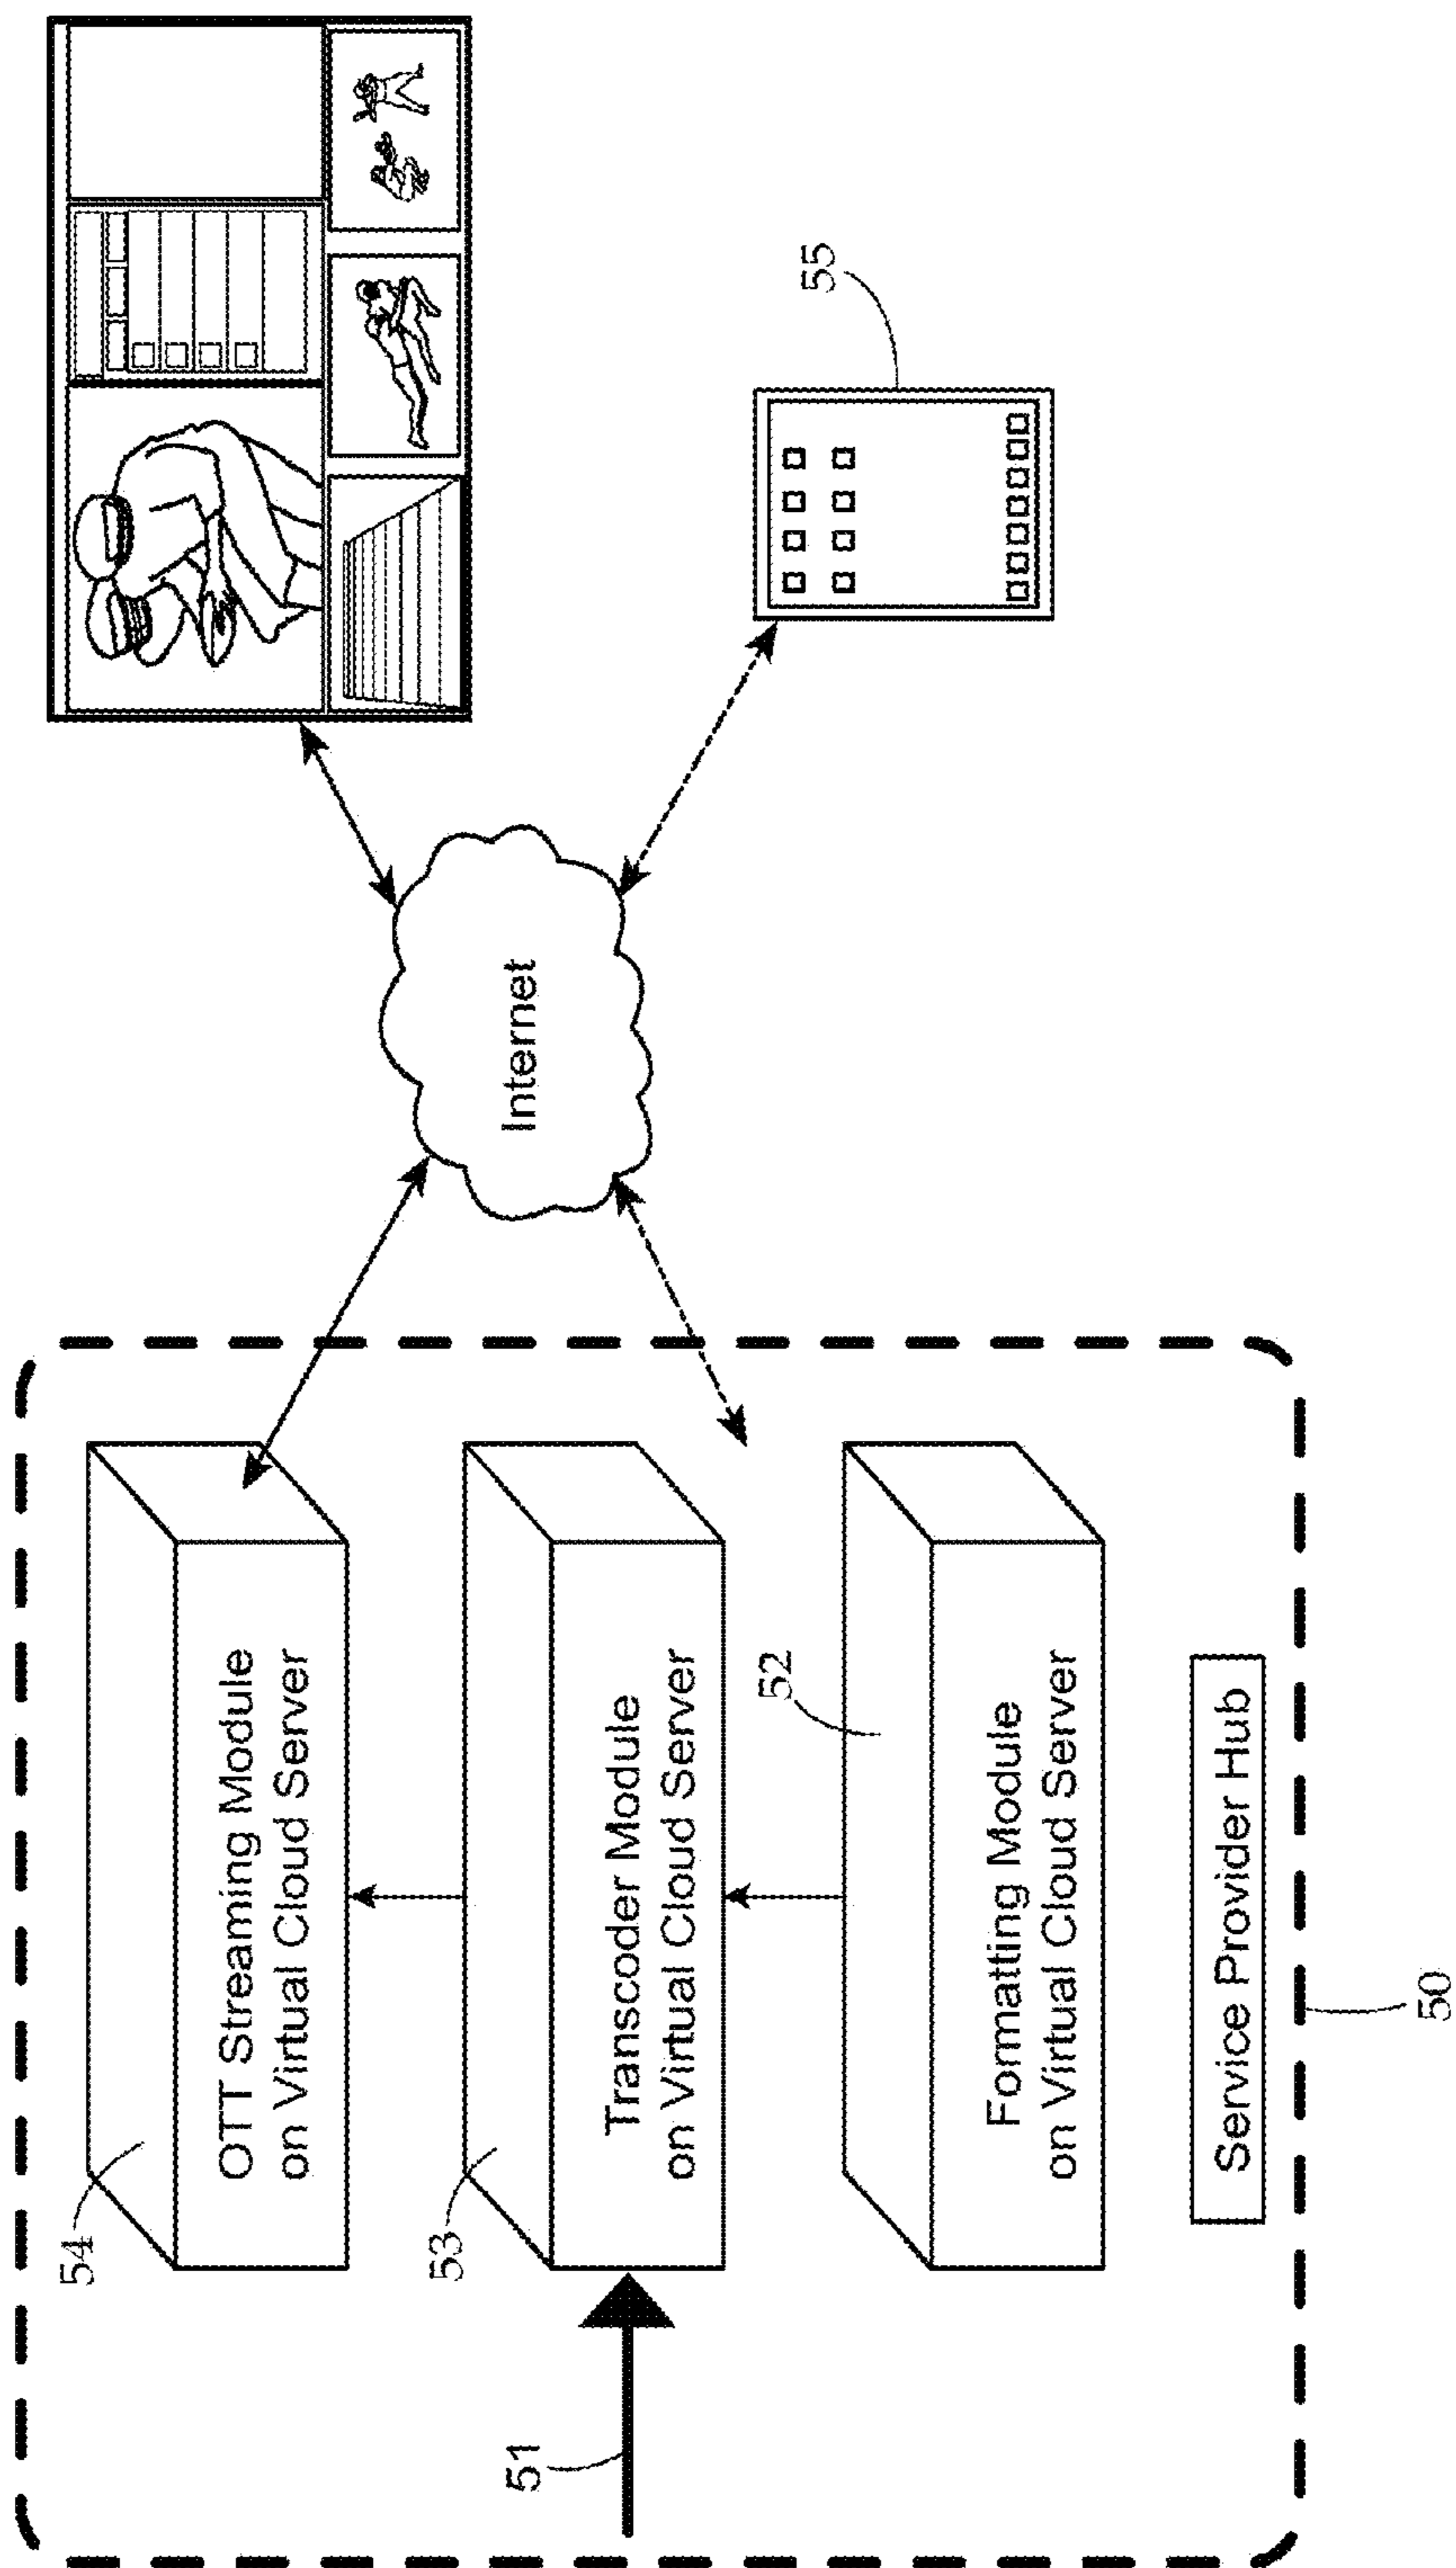 54
OTT Streaming Module
on Virtual Cloud Server
51
53
Transcoder Module
on Virtual Cloud Server
52
Formatting Module
on Virtual Cloud Server
Service Provider Hub
50
Internet
55